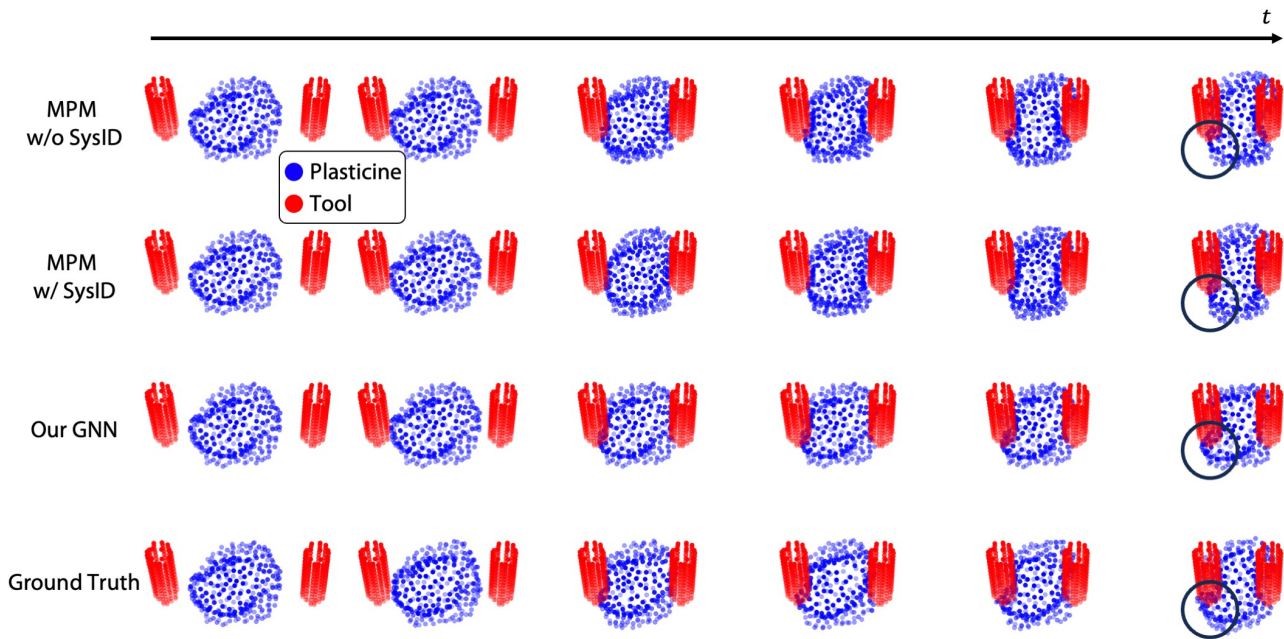 t
MPM
w/o SysID
Plasticine
Tool
MPM
w/ SysID
Our GNN
Ground Truth